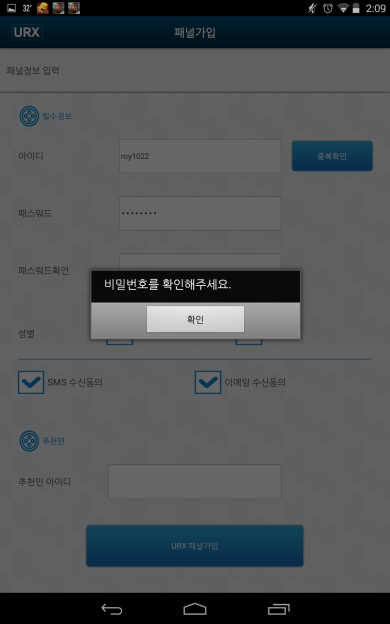 32°
2:09
URX
패널가입
패널정보 입력
필수정보
아이디
roy1022
중복확인
패스워드
••••••••
패스워드확인
비밀번호를 확인해주세요.
확인
성별
SMS 수신동의
이메일 수신동의
추천인
추천인 아이디
URX 패널가입